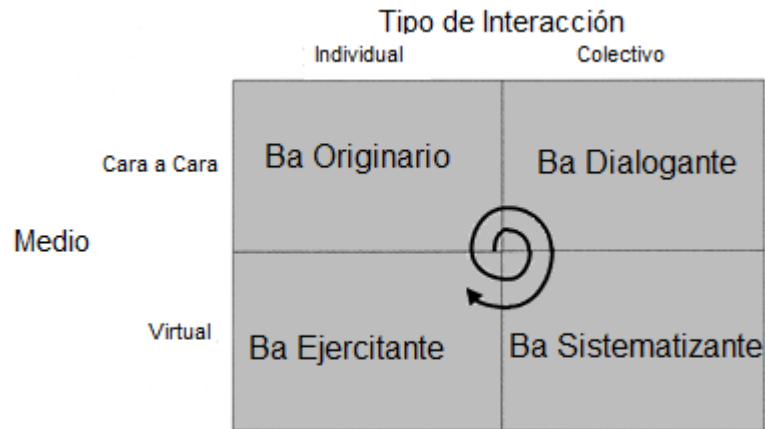 Tipo de Interacción
Individual Colectivo
Cara a Cara Ba Originario Ba Dialogante
Medio
Virtual Ba Ejercitante Ba Sistematizante